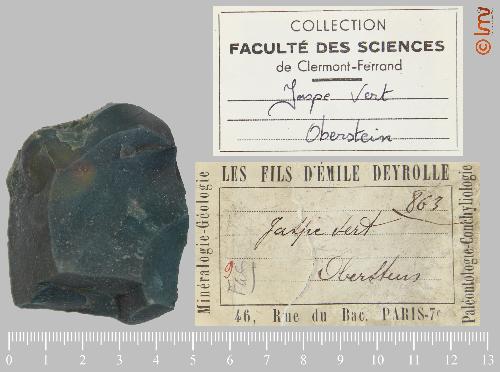 COLLECTION
FACULTÉ DES SCIENCES
de Clermont-Ferrand
Jaspe Vert
Oberstein
© lmv
LES FILS D'ÉMILE DEYROLLE
863
Jaspe vert
Oberstein
46, Rue du Bac, PARIS-7e
Minéralogie-Géologie
Paléontologie-Conchyliologie
0 1 2 3 4 5 6 7 8 9 10 11 12 13